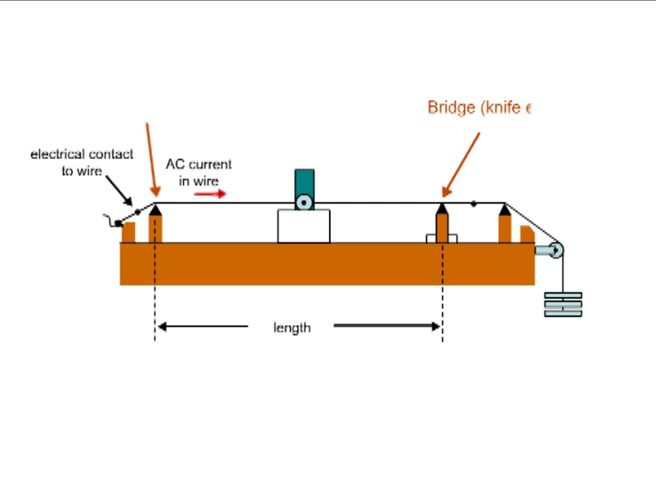 Bridge (knife
electrical contact
to wire
AC current
in wire
length